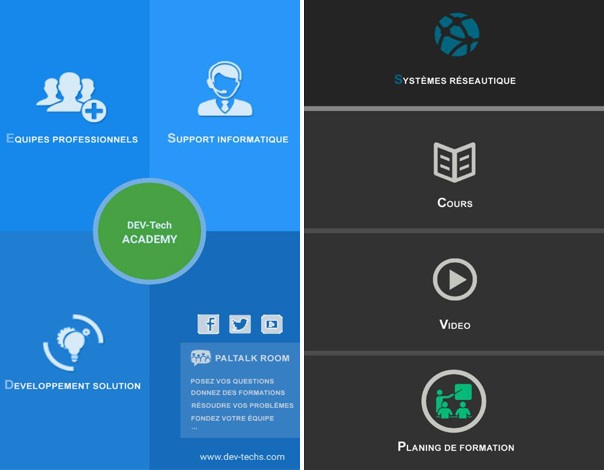 EQUIPES PROFESSIONNELS
SUPPORT INFORMATIQUE
DEV-Tech
ACADEMY
DEVELOPPEMENT SOLUTION
PALTALK ROOM
POSEZ VOS QUESTIONS
DONNEZ DES FORMATIONS
RÉSOUDRE VOS PROBLÈMES
FONDEZ VOTRE ÉQUIPE
...
www.dev-techs.com
SYSTÈMES RÉSEAUTIQUE
COURS
VIDEO
PLANING DE FORMATION